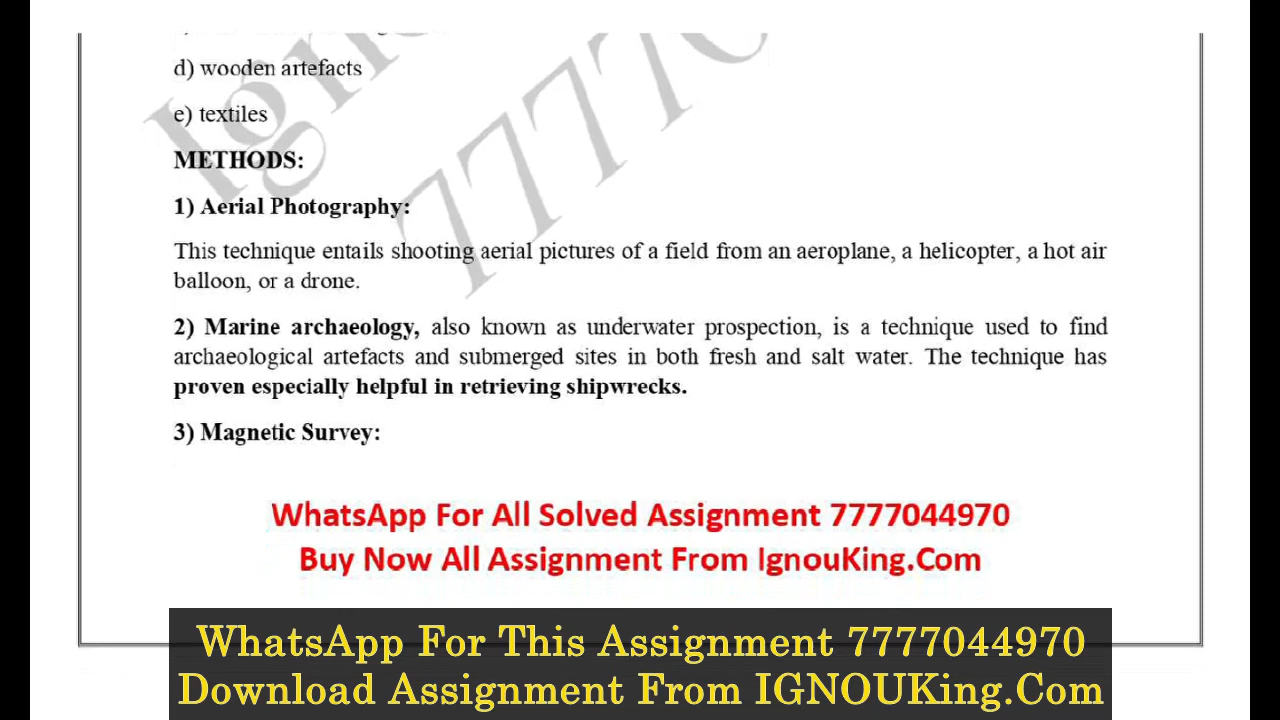 d) wooden artefacts
e) textiles
METHODS:
1) Aerial Photography:
This technique entails shooting aerial pictures of a field from an aeroplane, a helicopter, a hot air
balloon, or a drone.
2) Marine archaeology, also known as underwater prospection, is a technique used to find
archaeological artefacts and submerged sites in both fresh and salt water. The technique has
proven especially helpful in retrieving shipwrecks.
3) Magnetic Survey:
WhatsApp For All Solved Assignment 7777044970
Buy Now All Assignment From IgnouKing.Com
WhatsApp For This Assignment 7777044970
Download Assignment From IGNOUKing.Com